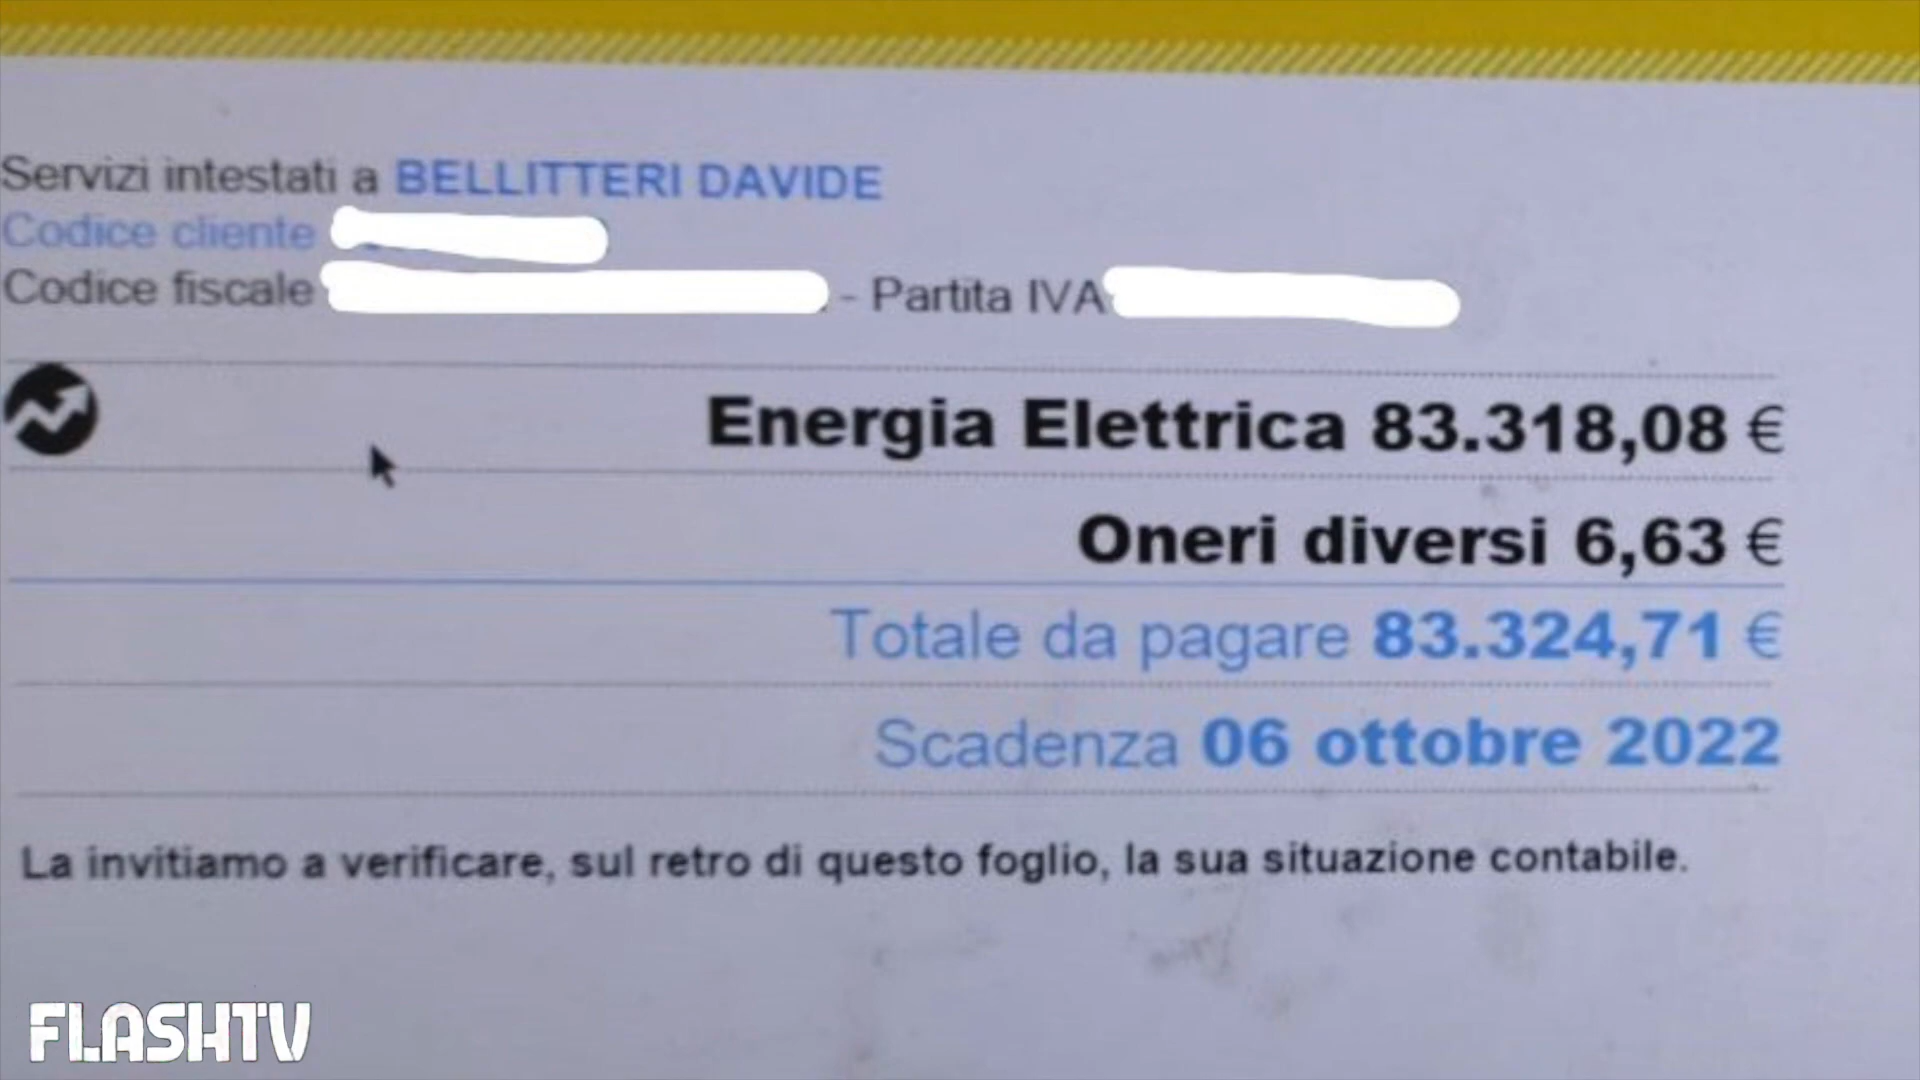 Servizi intestati a BELLITTERI DAVIDE
Codice cliente
Codice fiscale - Partita IVA
Energia Elettrica 83.318,08 €
Oneri diversi 6,63 €
Totale da pagare 83.324,71 €
Scadenza 06 ottobre 2022
La invitiamo a verificare, sul retro di questo foglio, la sua situazione contabile.
FLASHTV